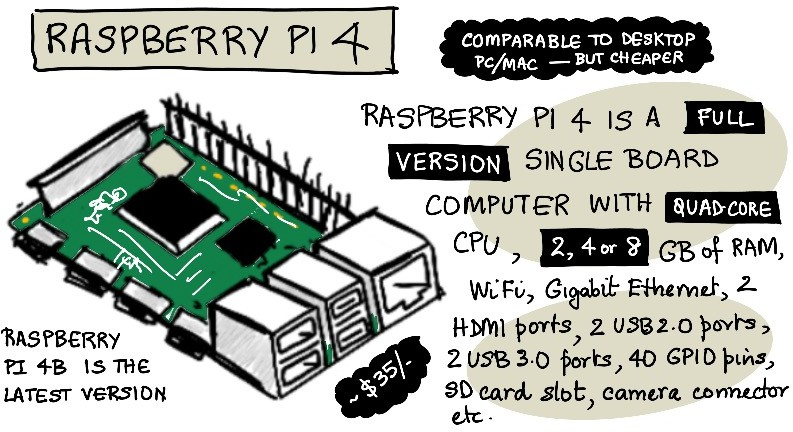 RASPBERRY PI 4
COMPARABLE TO DESKTOP
PC/MAC — BUT CHEAPER
RASPBERRY PI 4 IS A FULL
VERSION SINGLE BOARD
COMPUTER WITH QUAD-CORE
CPU, 2, 4 or 8 GB of RAM,
WiFi, Gigabit Ethernet, 2
HDMI ports, 2 USB 2.0 ports,
2 USB 3.0 ports, 40 GPIO pins,
SD card slot, camera connector
etc.
~ $35/-
RASPBERRY
PI 4B IS THE
LATEST VERSION